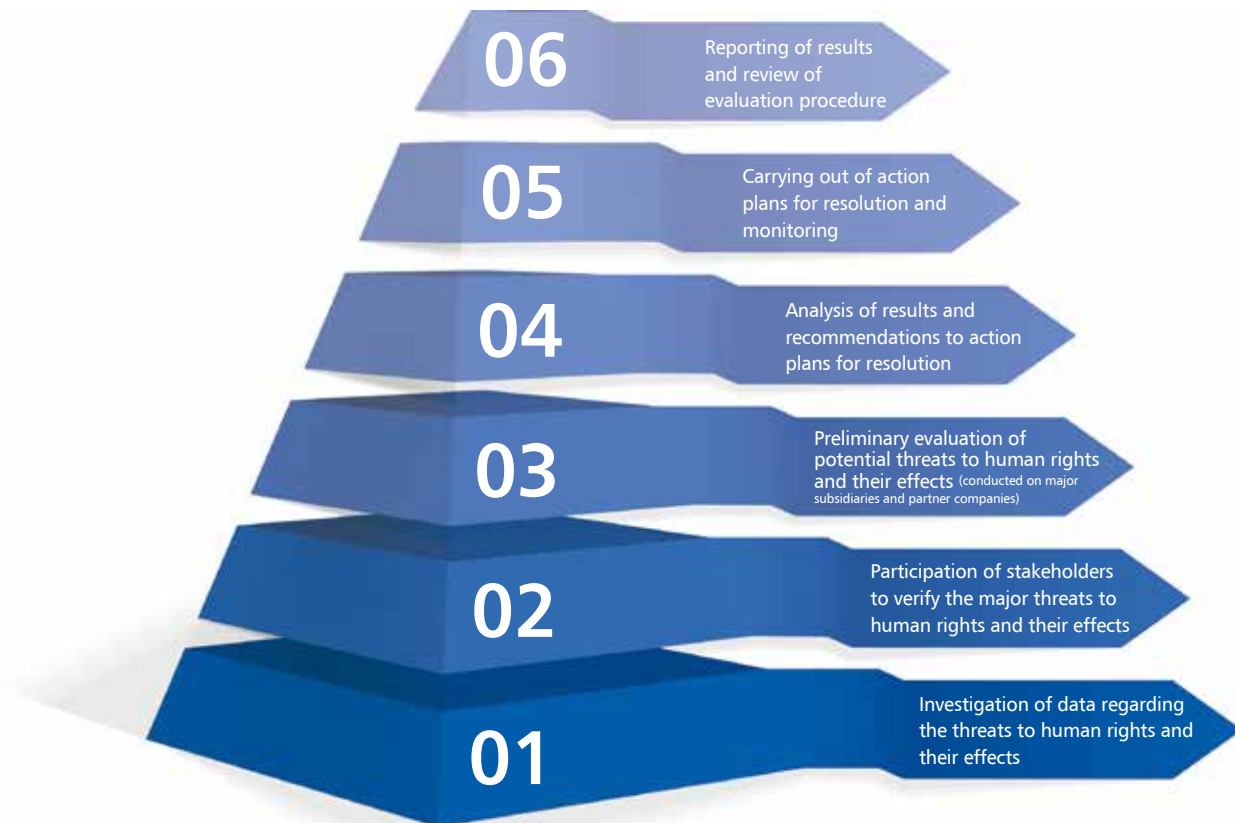 06
Reporting of results
and review of
evaluation procedure
05
Carrying out of action
plans for resolution and
monitoring
04
Analysis of results and
recommendations to action
plans for resolution
03
Preliminary evaluation of
potential threats to human rights
and their effects (conducted on major
subsidiaries and partner companies)
02
Participation of stakeholders
to verify the major threats to
human rights and their effects
01
Investigation of data regarding
the threats to human rights and
their effects